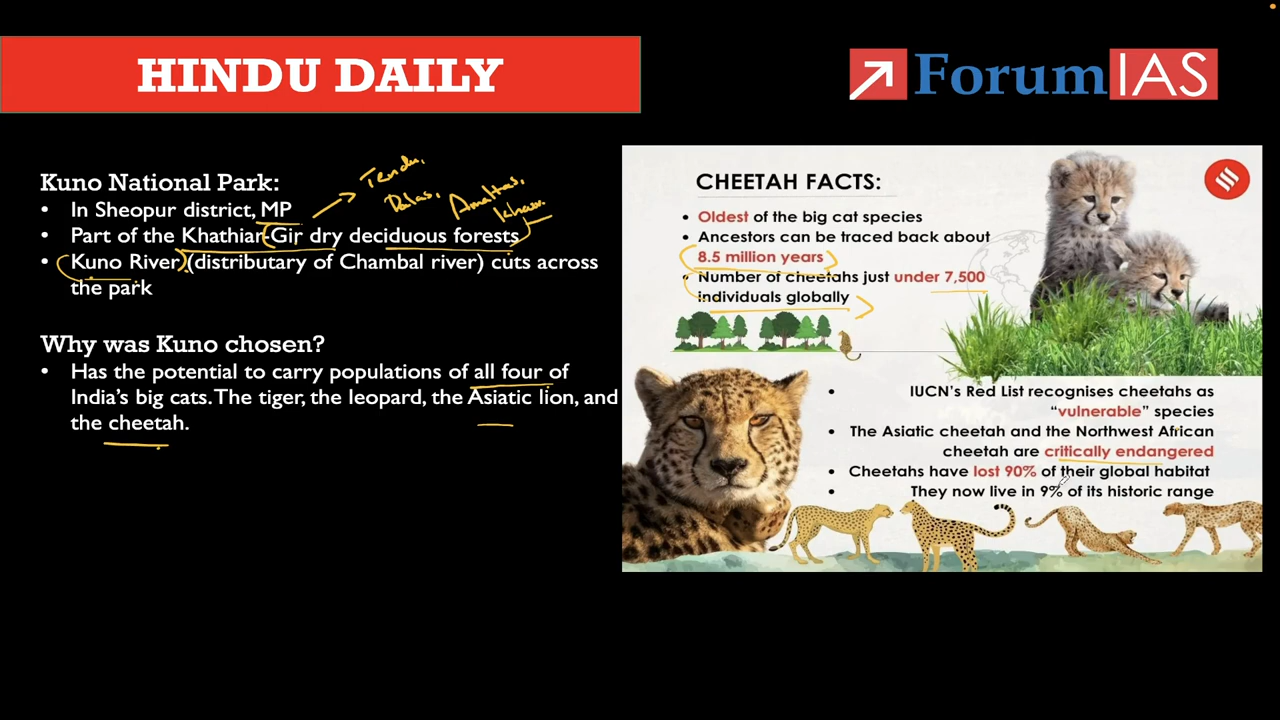 HINDU DAILY
ForumIAS
Kuno National Park:
Tendu,
Palas, Amaltas,
• In Sheopur district, MP
• Part of the Khathiar-Gir dry deciduous forests
• Kuno River (distributary of Chambal river) cuts across
the park
Why was Kuno chosen?
• Has the potential to carry populations of all four of
India's big cats. The tiger, the leopard, the Asiatic lion, and
the cheetah.
CHEETAH FACTS:
• Oldest of the big cat species
• Ancestors can be traced back about
8.5 million years
• Number of cheetahs just under 7,500
individuals globally
• IUCN's Red List recognises cheetahs as
"vulnerable" species
• The Asiatic cheetah and the Northwest African
cheetah are critically endangered
• Cheetahs have lost 90% of their global habitat
• They now live in 9% of its historic range